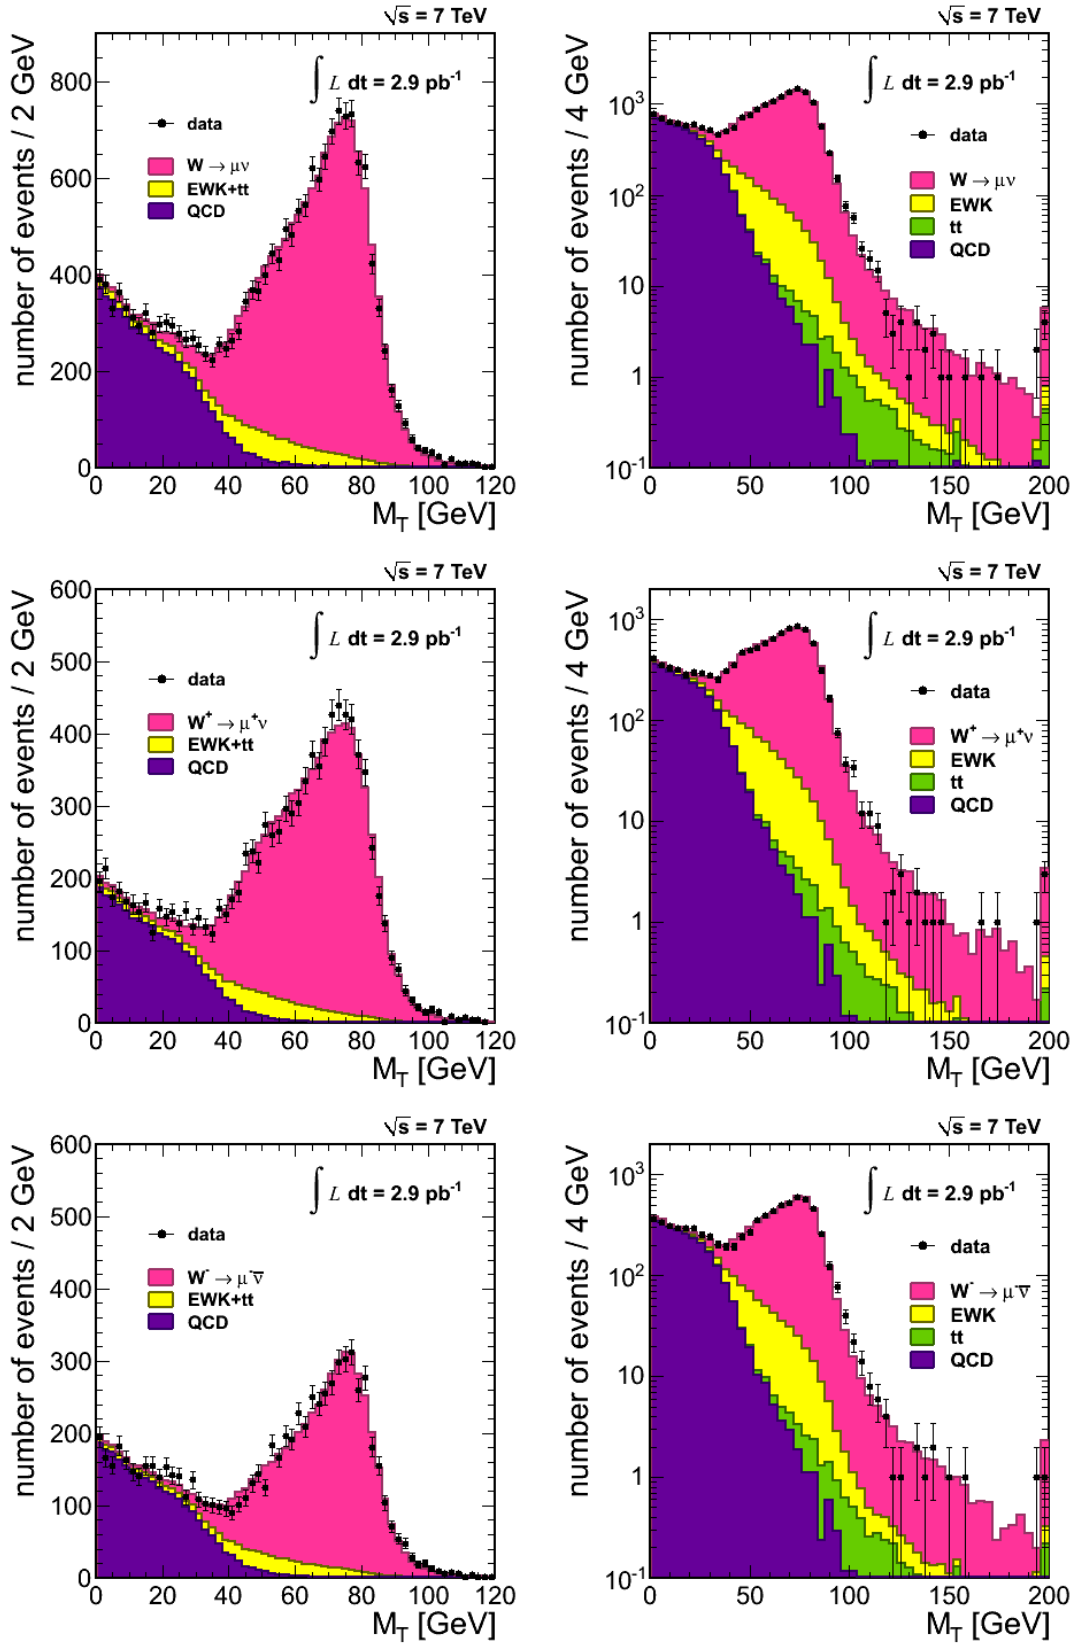 √s = 7 TeV
number of events / 2 GeV
∫ L dt = 2.9 pb⁻¹
data
W → μν
EWK+tt
QCD
800
600
400
200
0
0 20 40 60 80 100 120
M_T [GeV]
√s = 7 TeV
number of events / 4 GeV
∫ L dt = 2.9 pb⁻¹
data
W → μν
EWK
tt
QCD
10³
10²
10
1
10⁻¹
0 50 100 150 200
M_T [GeV]
√s = 7 TeV
number of events / 2 GeV
∫ L dt = 2.9 pb⁻¹
data
W⁺ → μ⁺ν
EWK+tt
QCD
600
500
400
300
200
100
0
0 20 40 60 80 100 120
M_T [GeV]
√s = 7 TeV
number of events / 4 GeV
∫ L dt = 2.9 pb⁻¹
data
W⁺ → μ⁺ν
EWK
tt
QCD
10³
10²
10
1
10⁻¹
0 50 100 150 200
M_T [GeV]
√s = 7 TeV
number of events / 2 GeV
∫ L dt = 2.9 pb⁻¹
data
W⁻ → μ⁻ν̅
EWK+tt
QCD
600
500
400
300
200
100
0
0 20 40 60 80 100 120
M_T [GeV]
√s = 7 TeV
number of events / 4 GeV
∫ L dt = 2.9 pb⁻¹
data
W⁻ → μ⁻ν̅
EWK
tt
QCD
10³
10²
10
1
10⁻¹
0 50 100 150 200
M_T [GeV]